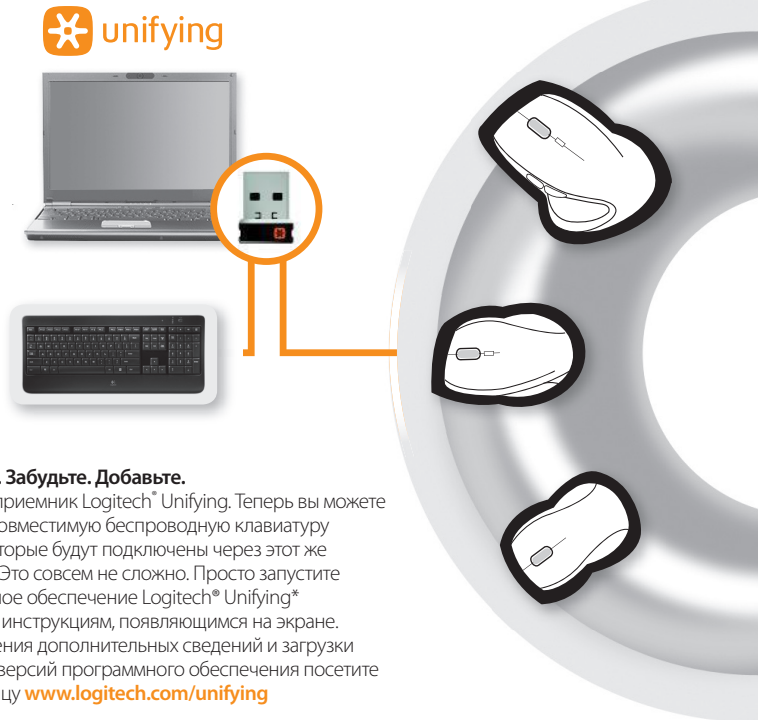 unifying
. Забудьте. Добавьте.
приемник Logitech® Unifying. Теперь вы можете
овместимую беспроводную клавиатуру
торые будут подключены через этот же
Это совсем не сложно. Просто запустите
ное обеспечение Logitech® Unifying*
инструкциям, появляющимся на экране.
ения дополнительных сведений и загрузки
версий программного обеспечения посетите
цу www.logitech.com/unifying